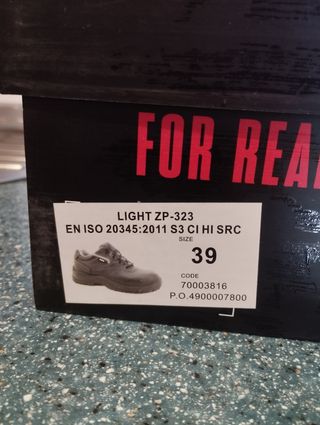 FOR REA
LIGHT ZP-323
EN ISO 20345:2011 S3 CI HI SRC
SIZE
39
CODE
70003816
P.O.4900007800